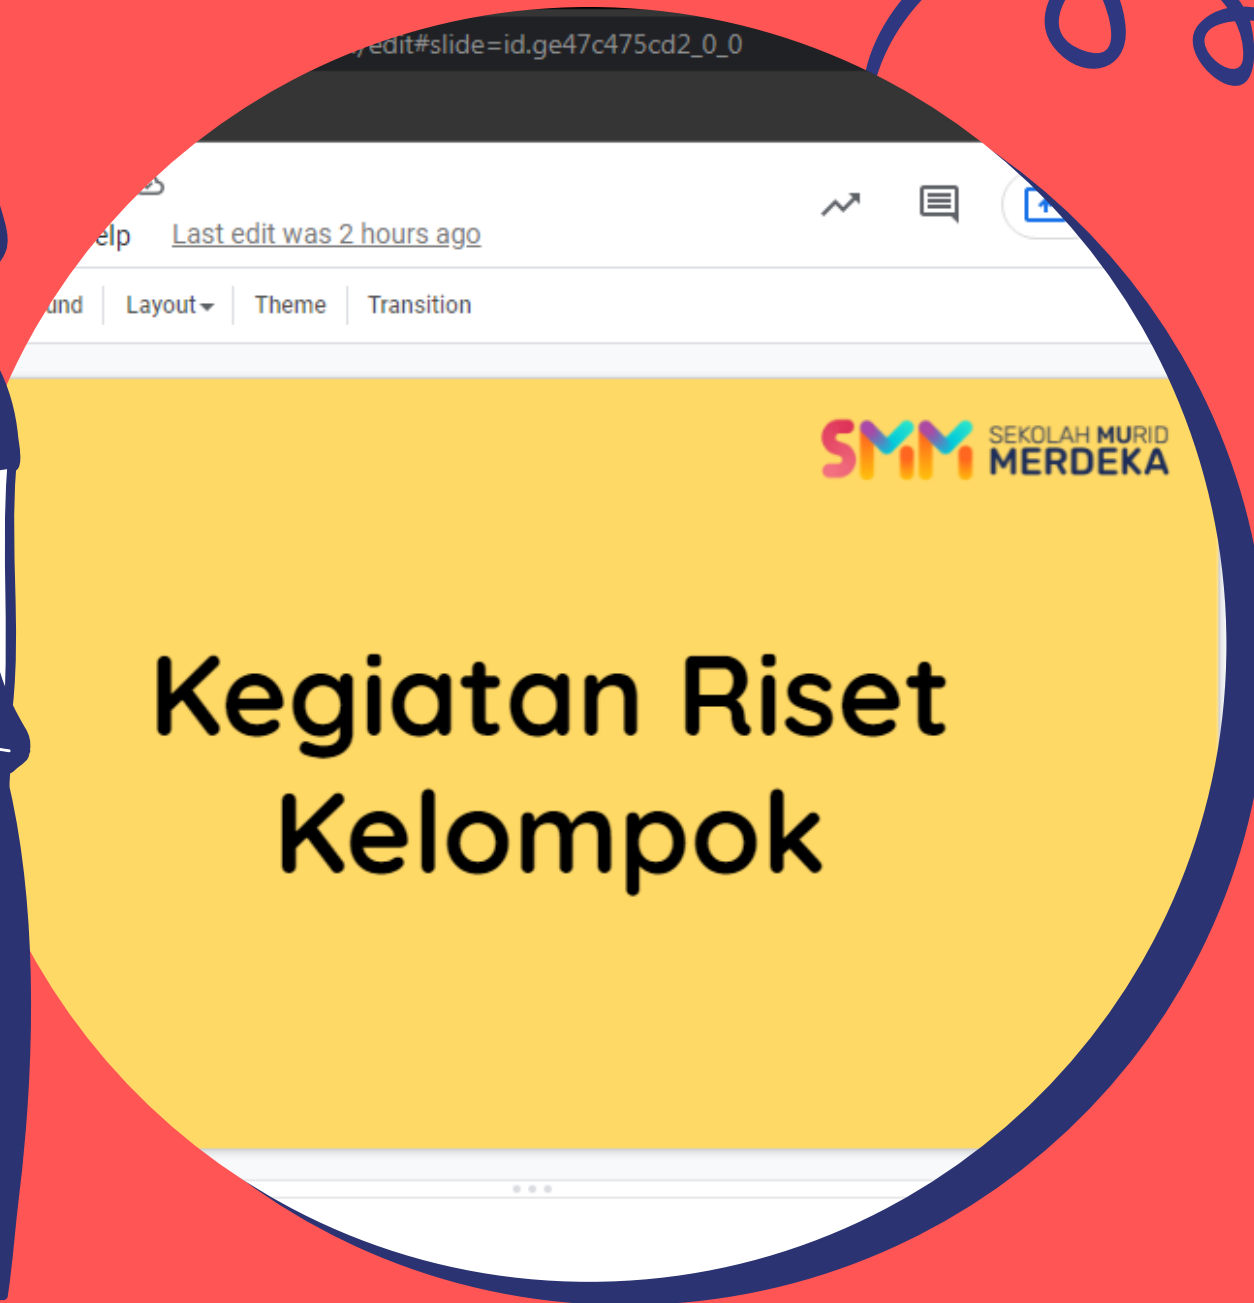 /edit#slide=id.ge47c475cd2_0_0
elp Last edit was 2 hours ago
und Layout Theme Transition
SMM SEKOLAH MURID
MERDEKA
Kegiatan Riset
Kelompok